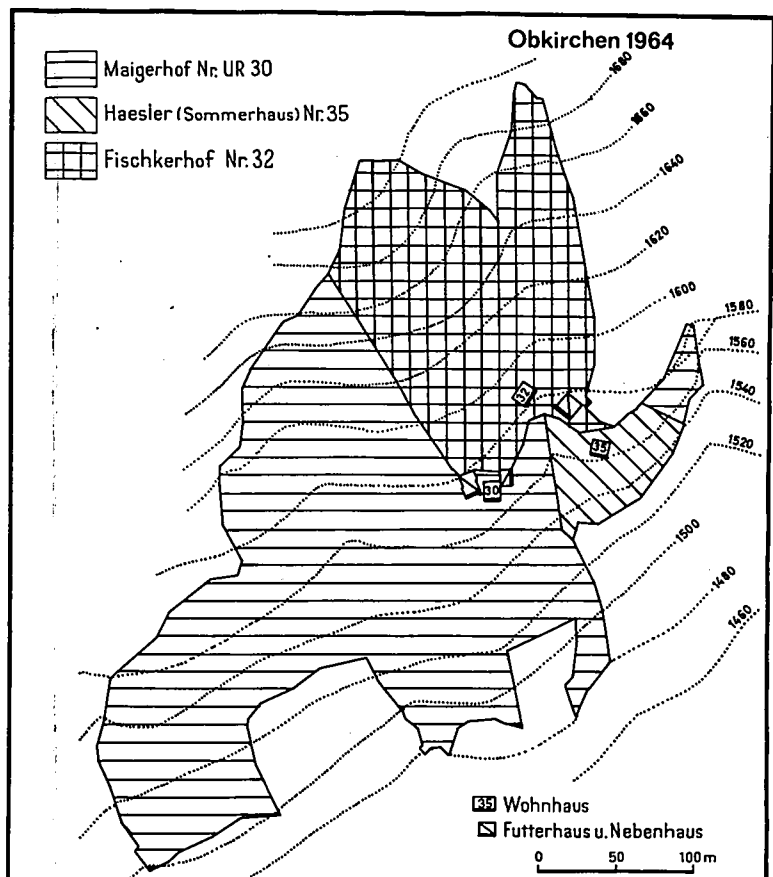 Obkirchen 1964
Maigerhof Nr. UR 30
Haesler (Sommerhaus) Nr. 35
Fischkerhof Nr. 32
1680
1660
1640
1620
1600
1580
1560
1540
1520
1500
1480
1460
32
35
30
35 Wohnhaus
Futterhaus u. Nebenhaus
0 50 100 m